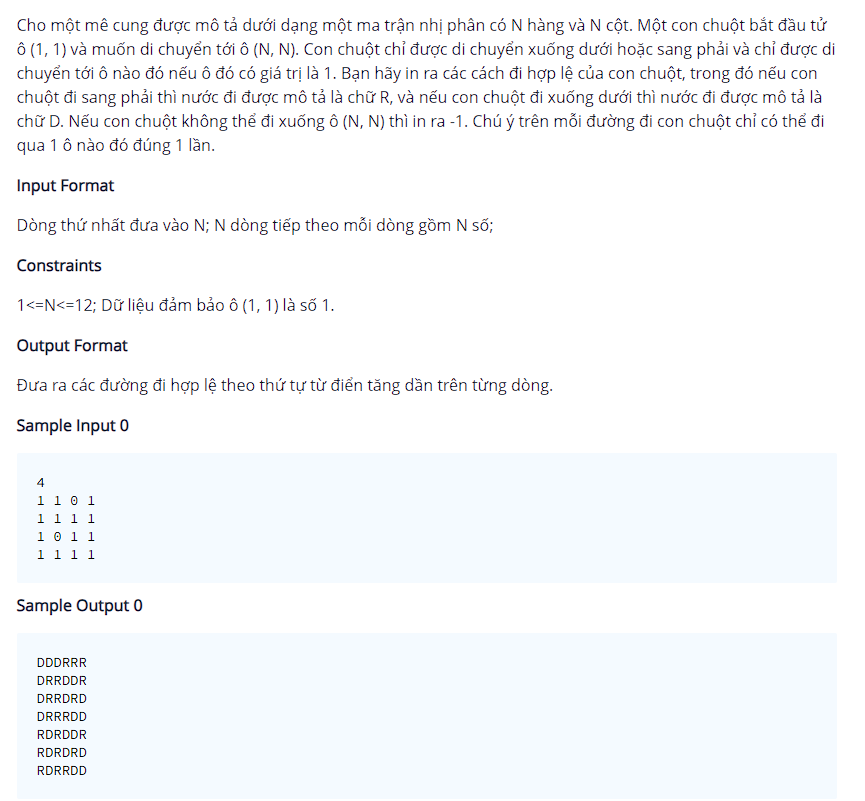 Cho một mê cung được mô tả dưới dạng một ma trận nhị phân có N hàng và N cột. Một con chuột bắt đầu từ
ô (1, 1) và muốn di chuyển tới ô (N, N). Con chuột chỉ được di chuyển xuống dưới hoặc sang phải và chỉ được di
chuyển tới ô nào đó nếu ô đó có giá trị là 1. Bạn hãy in ra các cách đi hợp lệ của con chuột, trong đó nếu con
chuột đi sang phải thì nước đi được mô tả là chữ R, và nếu con chuột đi xuống dưới thì nước đi được mô tả là
chữ D. Nếu con chuột không thể đi xuống ô (N, N) thì in ra -1. Chú ý trên mỗi đường đi con chuột chỉ có thể đi
qua 1 ô nào đó đúng 1 lần.
Input Format
Dòng thứ nhất đưa vào N; N dòng tiếp theo mỗi dòng gồm N số;
Constraints
1<=N<=12; Dữ liệu đảm bảo ô (1, 1) là số 1.
Output Format
Đưa ra các đường đi hợp lệ theo thứ tự từ điển tăng dần trên từng dòng.
Sample Input 0
4
1 1 0 1
1 1 1 1
1 0 1 1
1 1 1 1
Sample Output 0
DDDRRR
DRRDDR
DRRDRD
DRRRDD
RDRDDR
RDRDRD
RDRRDD